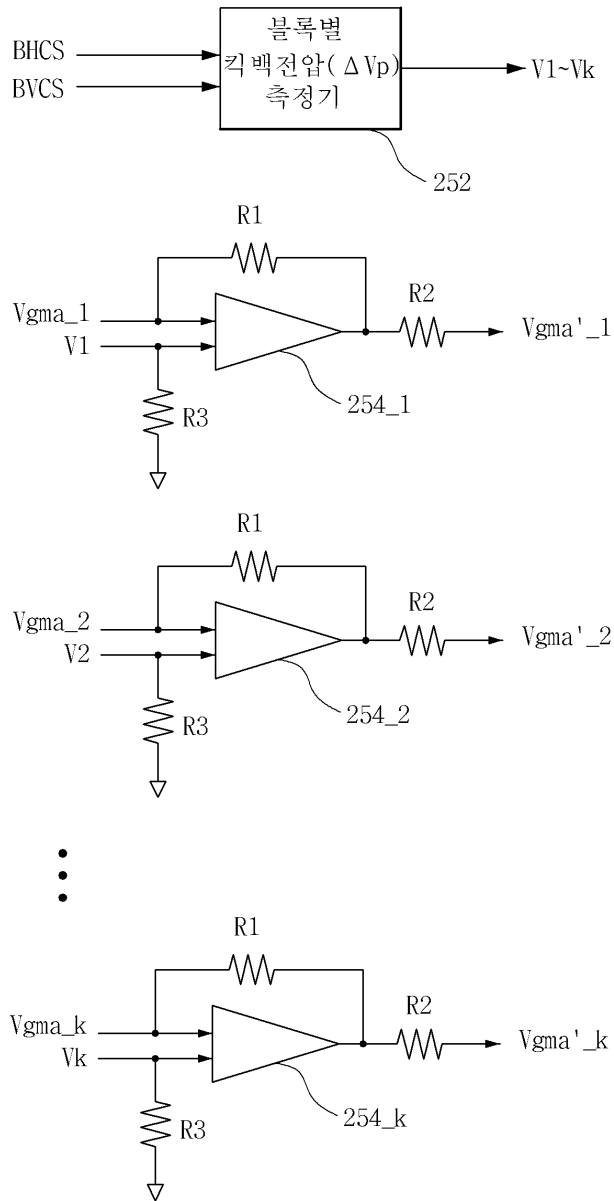 블록별
킥백전압(ΔVp)
측정기
BHCS
BVCS
V1~Vk
252
R1
Vgma_1
V1
R2
Vgma'_1
R3
254_1
R1
Vgma_2
V2
R2
Vgma'_2
R3
254_2
R1
Vgma_k
Vk
R2
Vgma'_k
R3
254_k